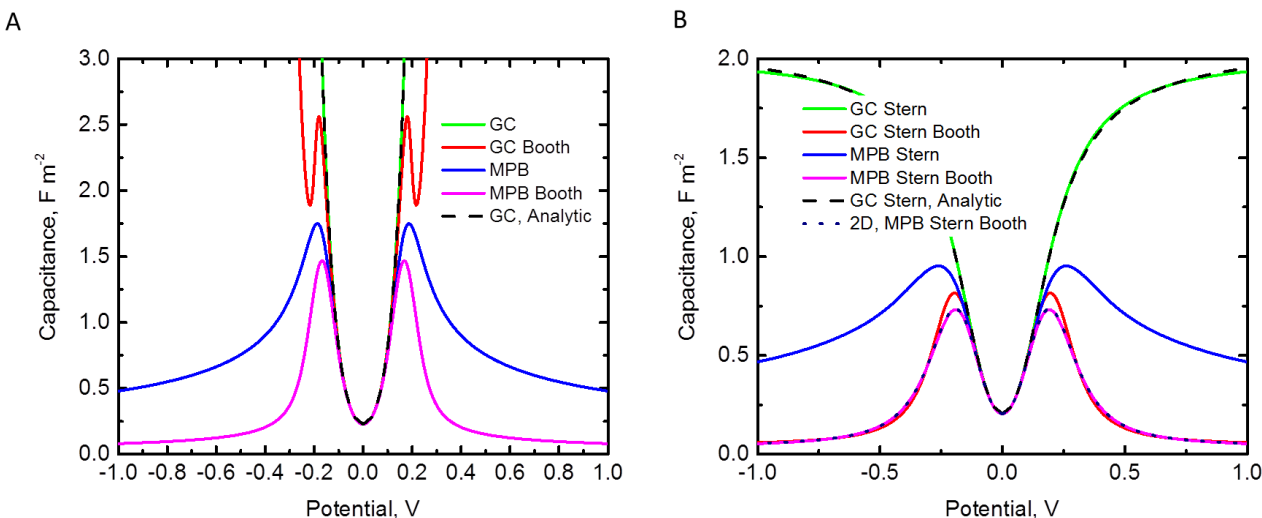 A
3.0
2.5
2.0
1.5
1.0
0.5
0.0
Capacitance, F m-2
-1.0 -0.8 -0.6 -0.4 -0.2 0.0 0.2 0.4 0.6 0.8 1.0
Potential, V
GC
GC Booth
MPB
MPB Booth
GC, Analytic
B
2.0
1.5
1.0
0.5
0.0
Capacitance, F m-2
-1.0 -0.5 0.0 0.5 1.0
Potential, V
GC Stern
GC Stern Booth
MPB Stern
MPB Stern Booth
GC Stern, Analytic
2D, MPB Stern Booth